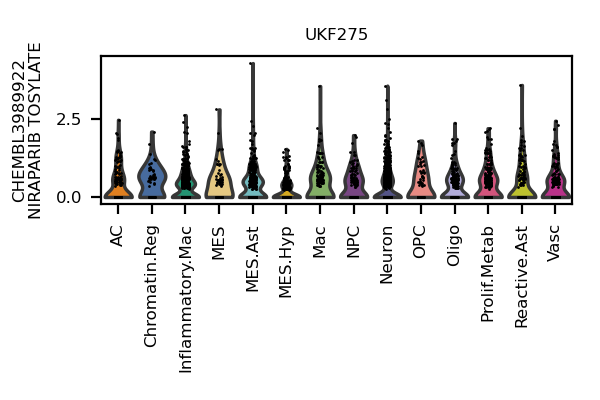 UKF275
CHEMBL3989922
NIRAPARIB TOSYLATE
2.5
0.0
AC
Chromatin.Reg
Inflammatory.Mac
MES
MES.Ast
MES.Hyp
Mac
NPC
Neuron
OPC
Oligo
Prolif.Metab
Reactive.Ast
Vasc